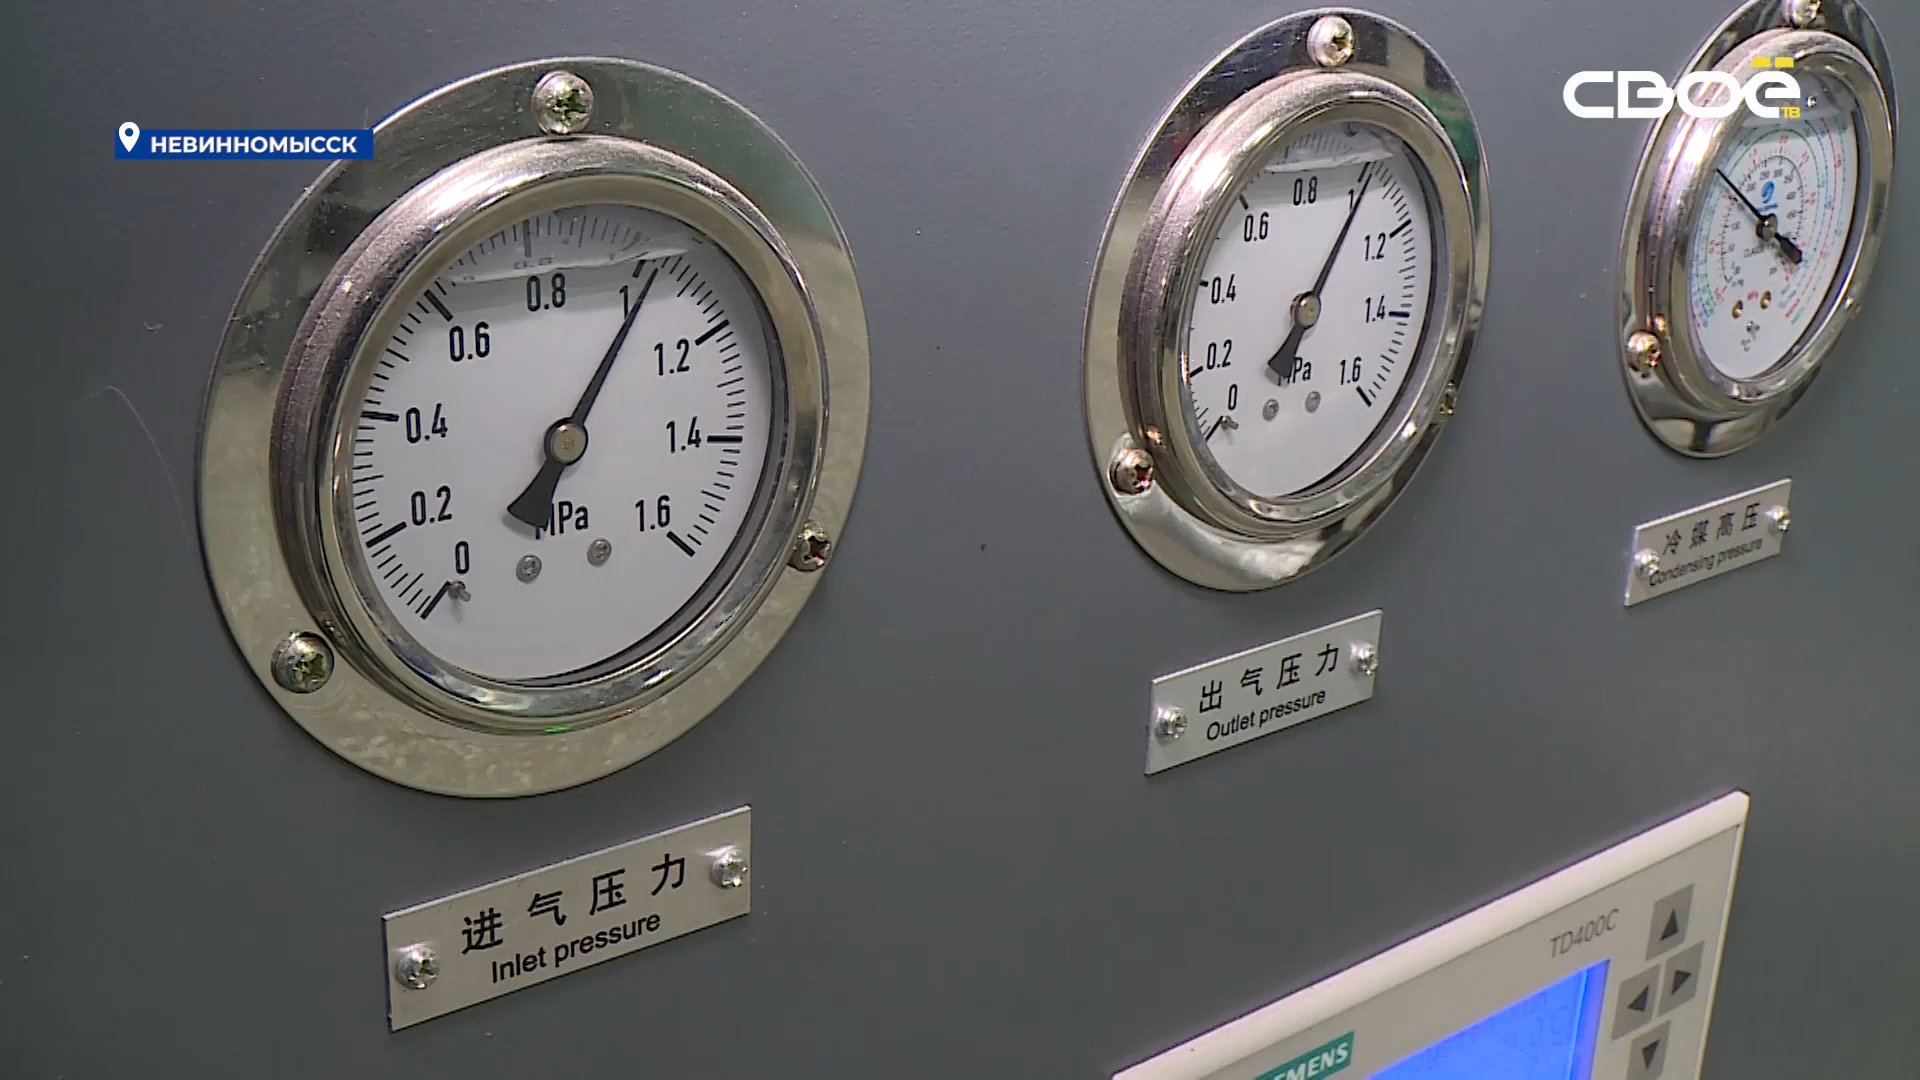 НЕВИННОМЫССК
СВОЁ
ТВ
0
0.2
0.4
0.6
0.8
1
1.2
1.4
1.6
MPa
进气压力
Inlet pressure
0
0.2
0.4
0.6
0.8
1
1.2
1.4
1.6
MPa
出气压力
Outlet pressure
冷媒高压
Condensing pressure
TD400C
SIEMENS